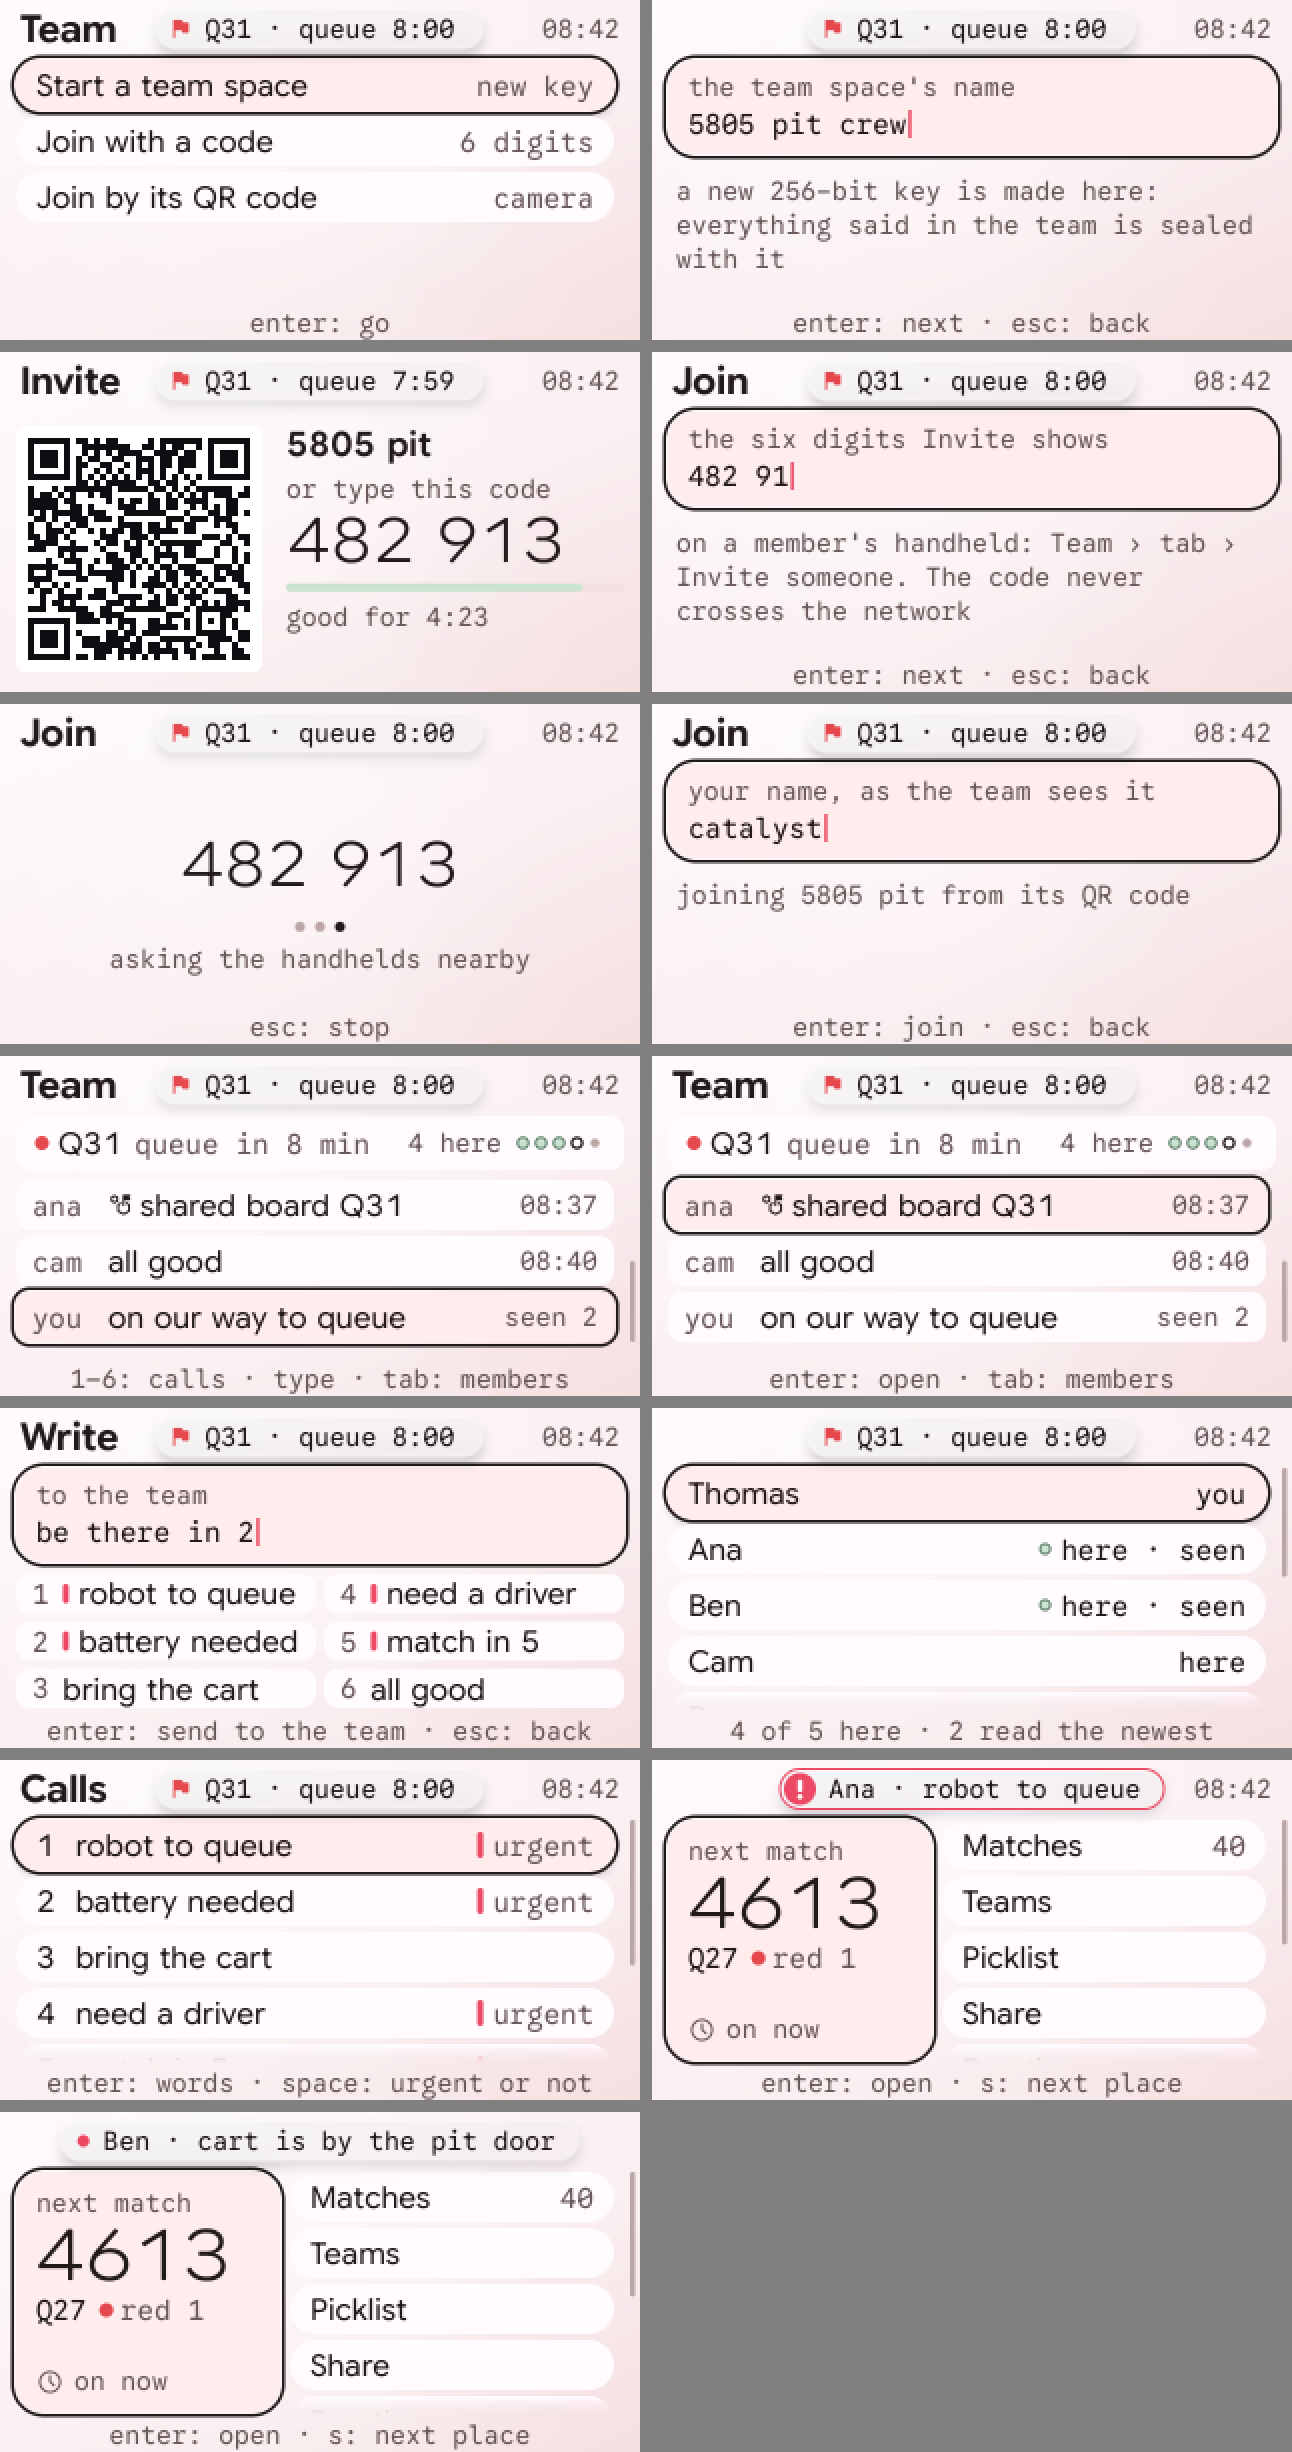 Team Q31 · queue 8:00 08:42
Start a team space new key
Join with a code 6 digits
Join by its QR code camera
enter: go
Q31 · queue 8:00 08:42
the team space's name
5805 pit crew
a new 256-bit key is made here:
everything said in the team is sealed
with it
enter: next · esc: back
Invite Q31 · queue 7:59 08:42
5805 pit
or type this code
482 913
good for 4:23
Join Q31 · queue 8:00 08:42
the six digits Invite shows
482 91
on a member's handheld: Team › tab ›
Invite someone. The code never
crosses the network
enter: next · esc: back
Join Q31 · queue 8:00 08:42
482 913
asking the handhelds nearby
esc: stop
Join Q31 · queue 8:00 08:42
your name, as the team sees it
catalyst
joining 5805 pit from its QR code
enter: join · esc: back
Team Q31 · queue 8:00 08:42
Q31 queue in 8 min 4 here
ana shared board Q31 08:37
cam all good 08:40
you on our way to queue seen 2
1-6: calls · type · tab: members
Team Q31 · queue 8:00 08:42
Q31 queue in 8 min 4 here
ana shared board Q31 08:37
cam all good 08:40
you on our way to queue seen 2
enter: open · tab: members
Write Q31 · queue 8:00 08:42
to the team
be there in 2
1 robot to queue 4 need a driver
2 battery needed 5 match in 5
3 bring the cart 6 all good
enter: send to the team · esc: back
Q31 · queue 8:00 08:42
Thomas you
Ana here · seen
Ben here · seen
Cam here
4 of 5 here · 2 read the newest
Calls Q31 · queue 8:00 08:42
1 robot to queue urgent
2 battery needed urgent
3 bring the cart
4 need a driver urgent
enter: words · space: urgent or not
Ana · robot to queue 08:42
next match
4613
Q27 red 1
on now
Matches 40
Teams
Picklist
Share
enter: open · s: next place
Ben · cart is by the pit door
next match
4613
Q27 red 1
on now
Matches 40
Teams
Picklist
Share
enter: open · s: next place